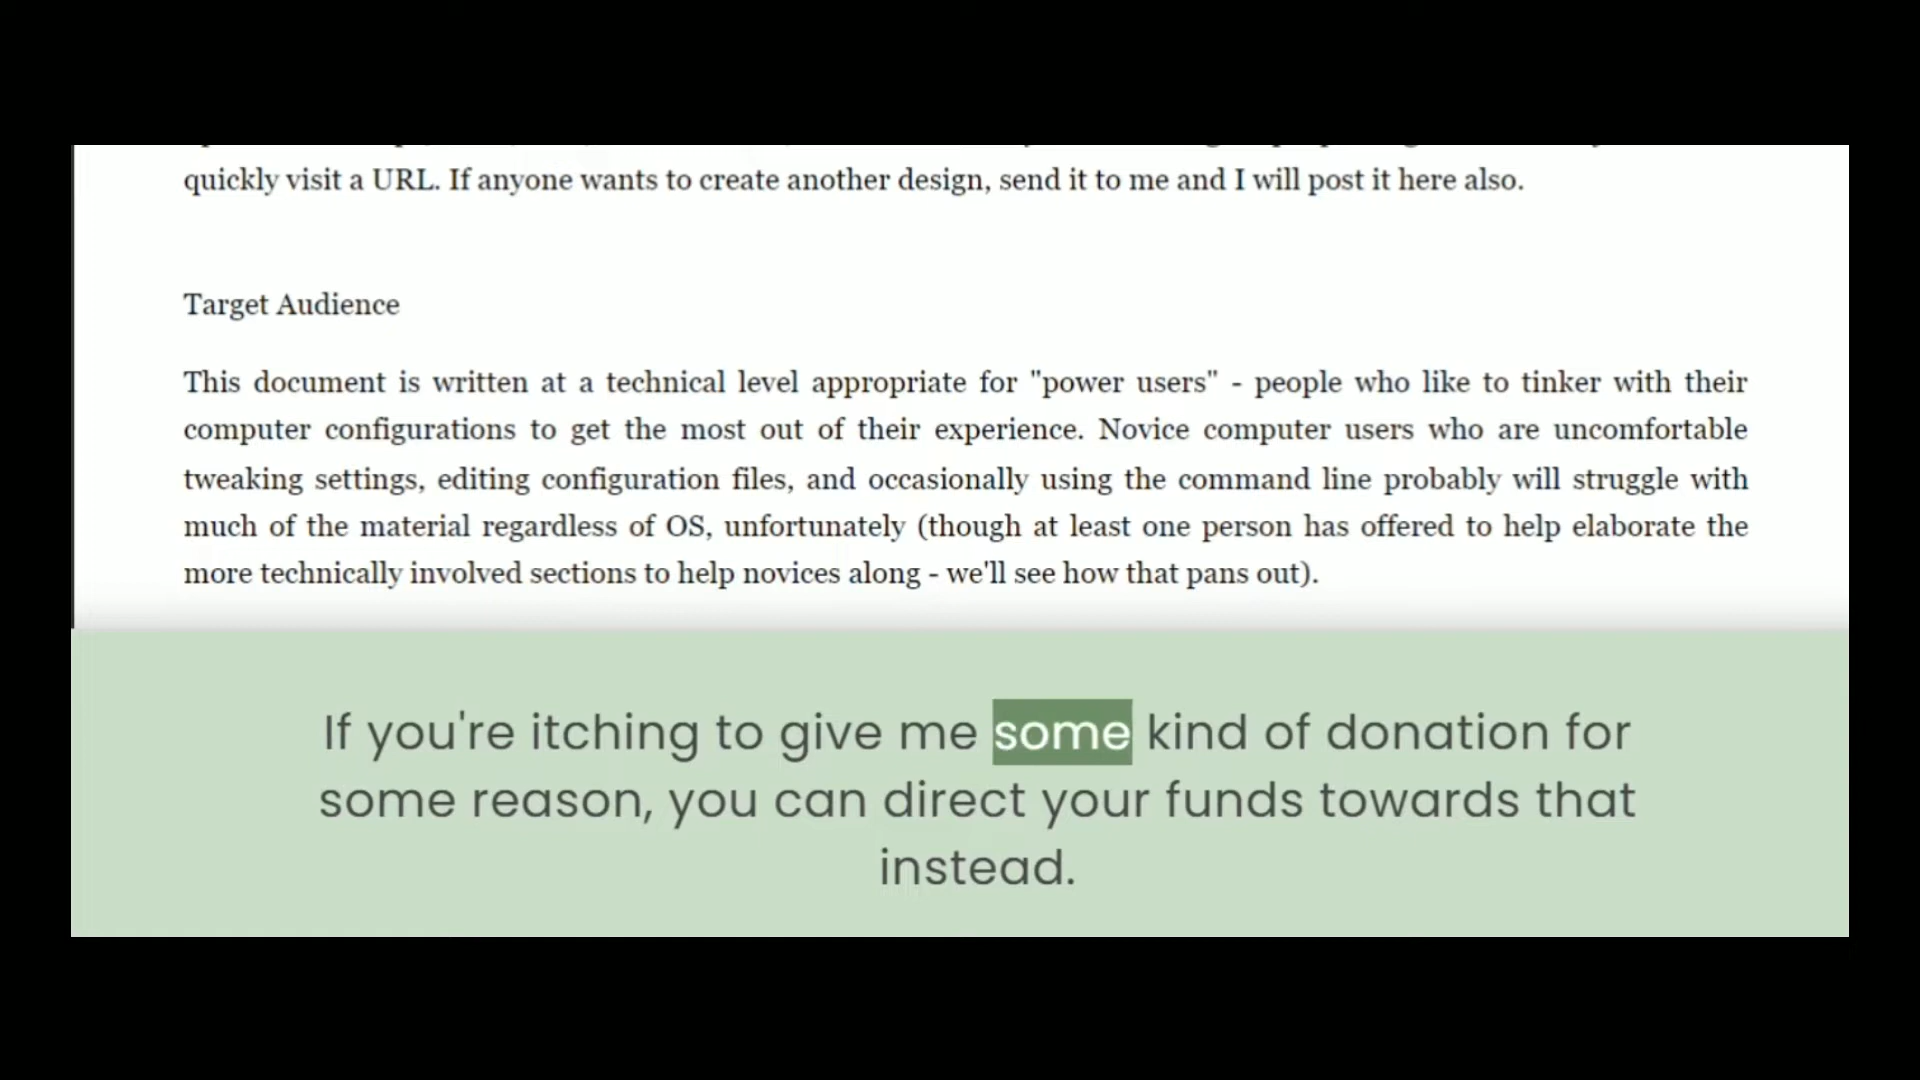 quickly visit a URL. If anyone wants to create another design, send it to me and I will post it here also.
Target Audience
This document is written at a technical level appropriate for "power users" - people who like to tinker with their
computer configurations to get the most out of their experience. Novice computer users who are uncomfortable
tweaking settings, editing configuration files, and occasionally using the command line probably will struggle with
much of the material regardless of OS, unfortunately (though at least one person has offered to help elaborate the
more technically involved sections to help novices along - we'll see how that pans out).
If you're itching to give me some kind of donation for
some reason, you can direct your funds towards that
instead.